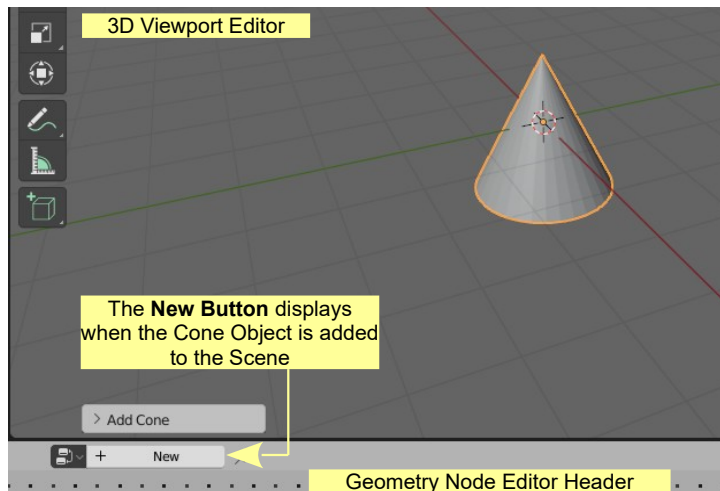 3D Viewport Editor
The New Button displays
when the Cone Object is added
to the Scene
> Add Cone
+ New
Geometry Node Editor Header